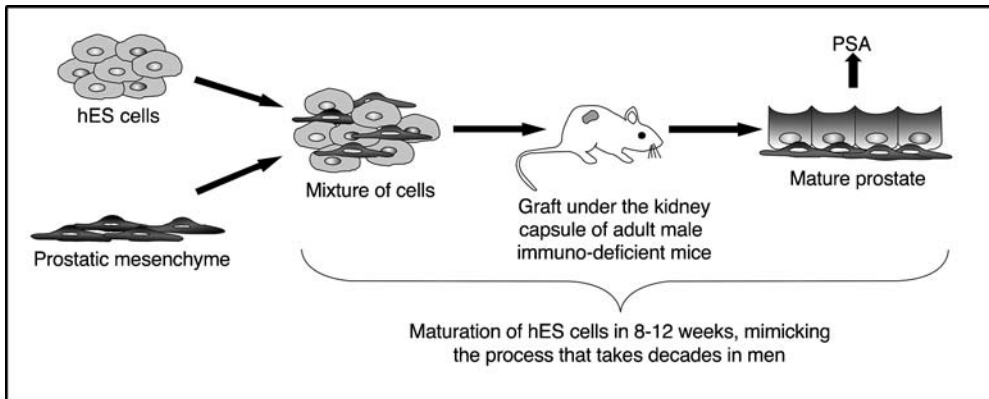 hES cells
Prostatic mesenchyme
Mixture of cells
Graft under the kidney
capsule of adult male
immuno-deficient mice
PSA
Mature prostate
Maturation of hES cells in 8-12 weeks, mimicking
the process that takes decades in men